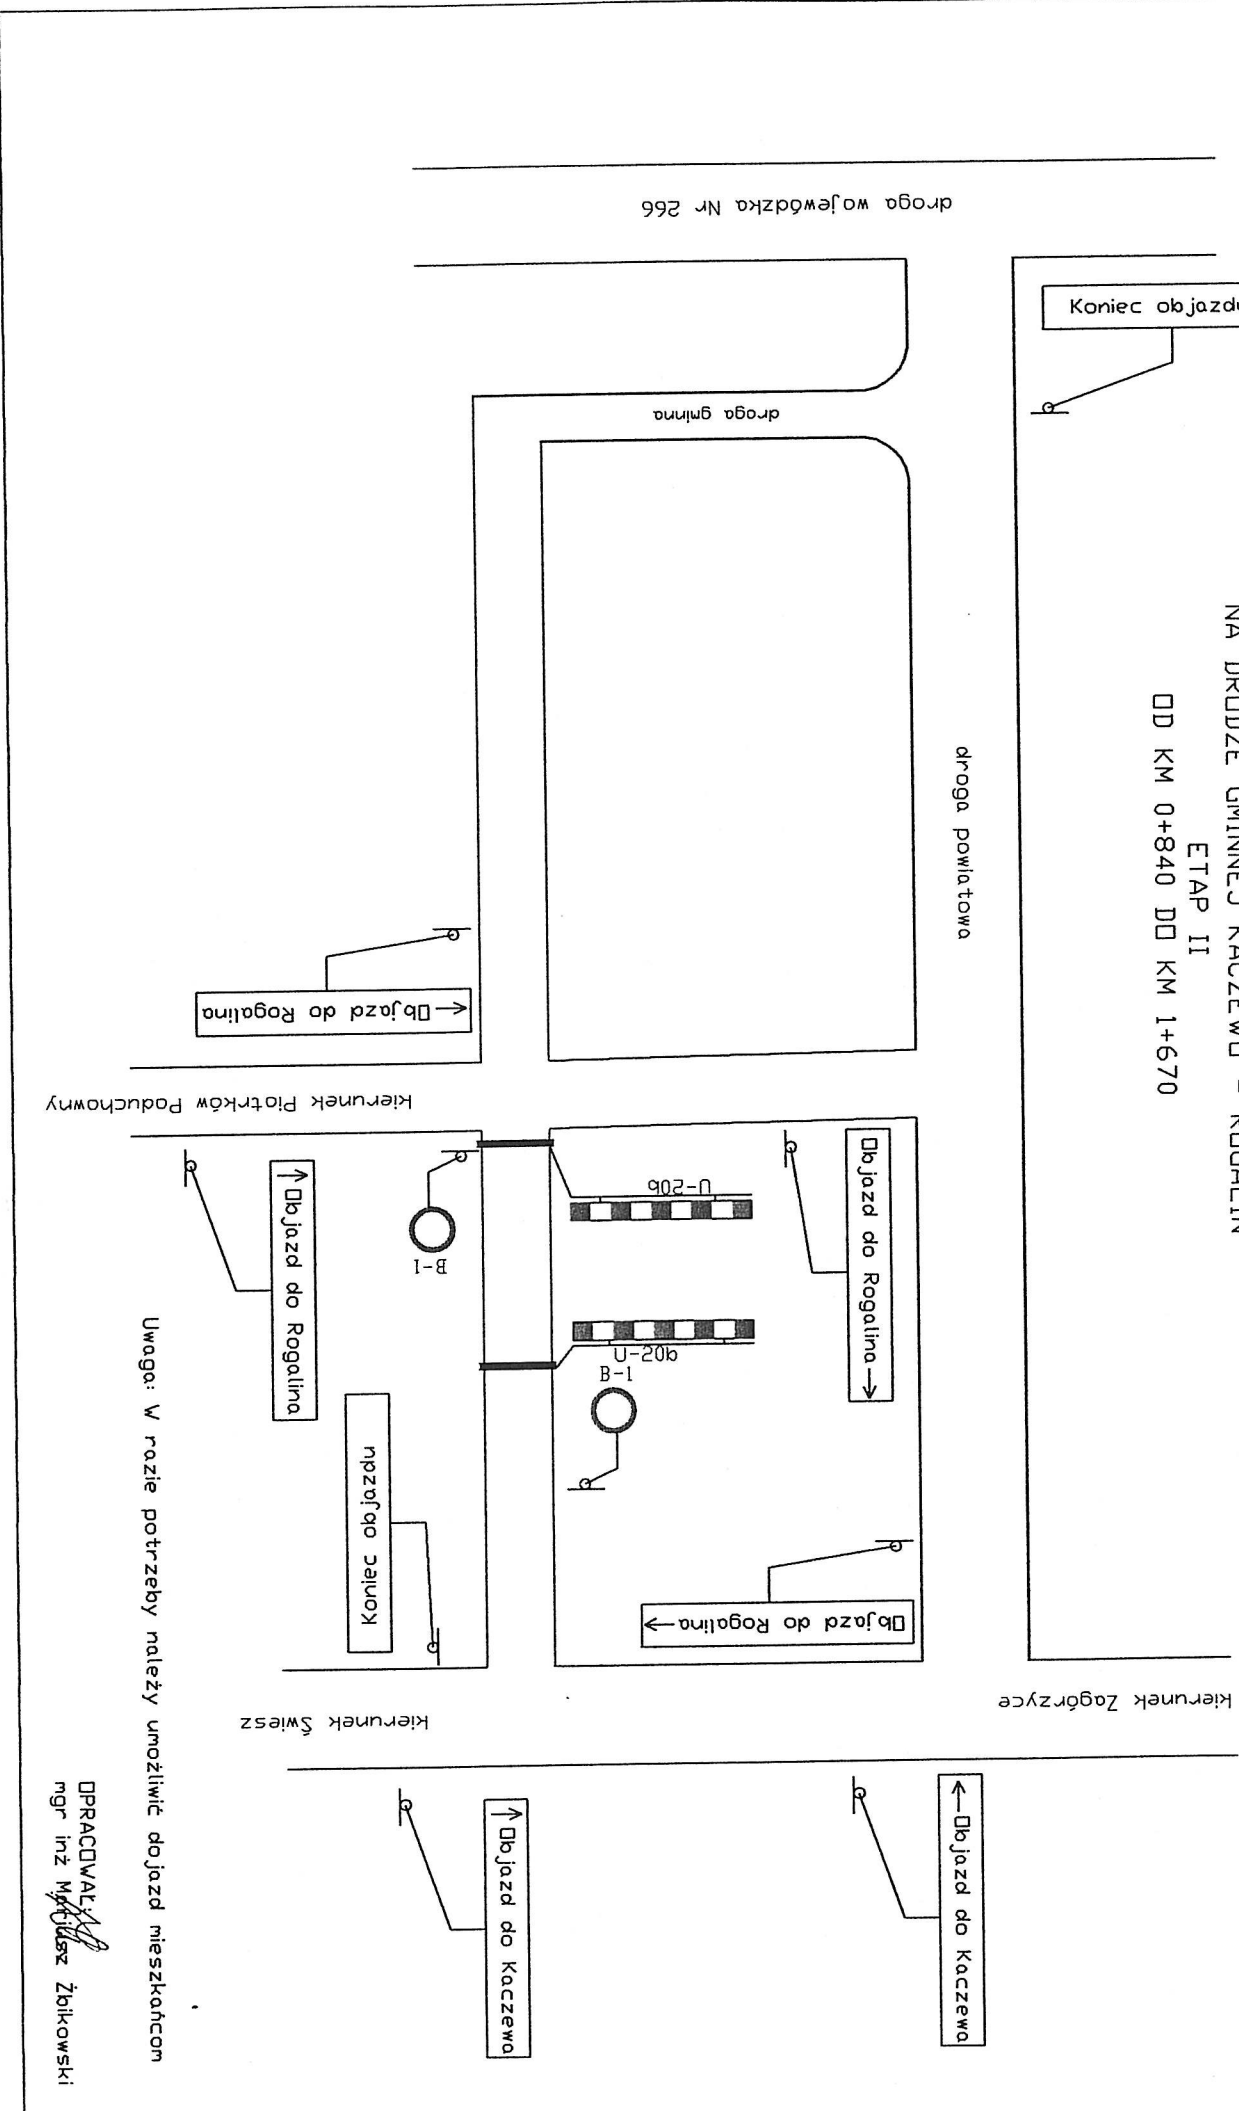 NA DRODZE GMINNEJ KACZEWO - ROGALIN
ETAP II
OD KM 0+840 DO KM 1+670
droga wojewódzka Nr 266
Koniec objazdu
droga gminna
droga powiatowa
←Objazd do Rogalina
kierunek Piotrków Poduchowny
↑Objazd do Rogalina
B-1
U-20b
Objazd do Rogalina→
U-20b
B-1
Koniec objazdu
Objazd do Rogalina→
kierunek Świesz
kierunek Zagórzyce
↑Objazd do Kaczewa
←Objazd do Kaczewa
Uwaga: W razie potrzeby należy umożliwić dojazd mieszkańcom
OPRACOWAŁ:
mgr inż Mariusz Żbikowski